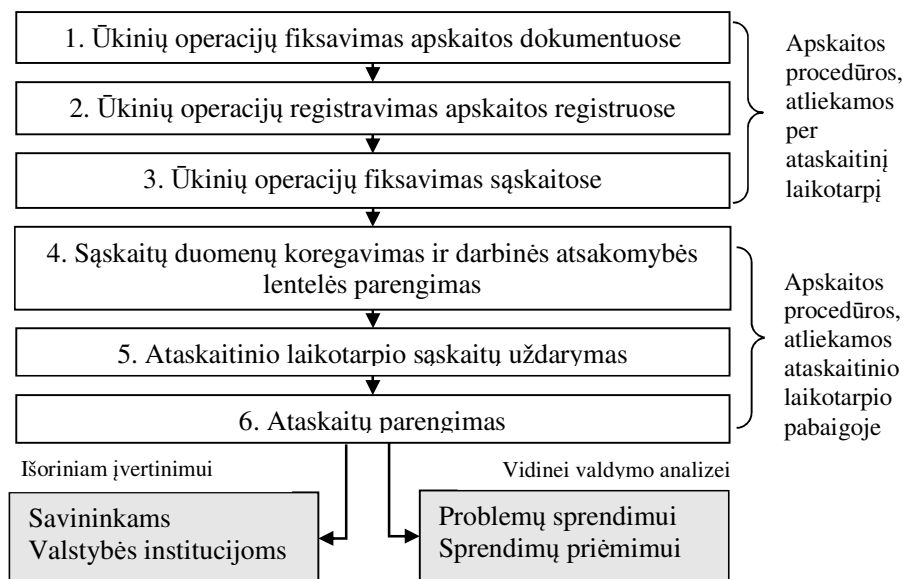 1. Ūkinių operacijų fiksavimas apskaitos dokumentuose
2. Ūkinių operacijų registravimas apskaitos registruose
3. Ūkinių operacijų fiksavimas sąskaitose
Apskaitos
procedūros,
atliekamos
per
ataskaitinį
laikotarpį
4. Sąskaitų duomenų koregavimas ir darbinės atsakomybės
lentelės parengimas
5. Ataskaitinio laikotarpio sąskaitų uždarymas
6. Ataskaitų parengimas
Apskaitos
procedūros,
atliekamos
ataskaitinio
laikotarpio
pabaigoje
Išoriniam įvertinimui
Savininkams
Valstybės institucijoms
Vidinei valdymo analizei
Problemų sprendimui
Sprendimų priėmimui